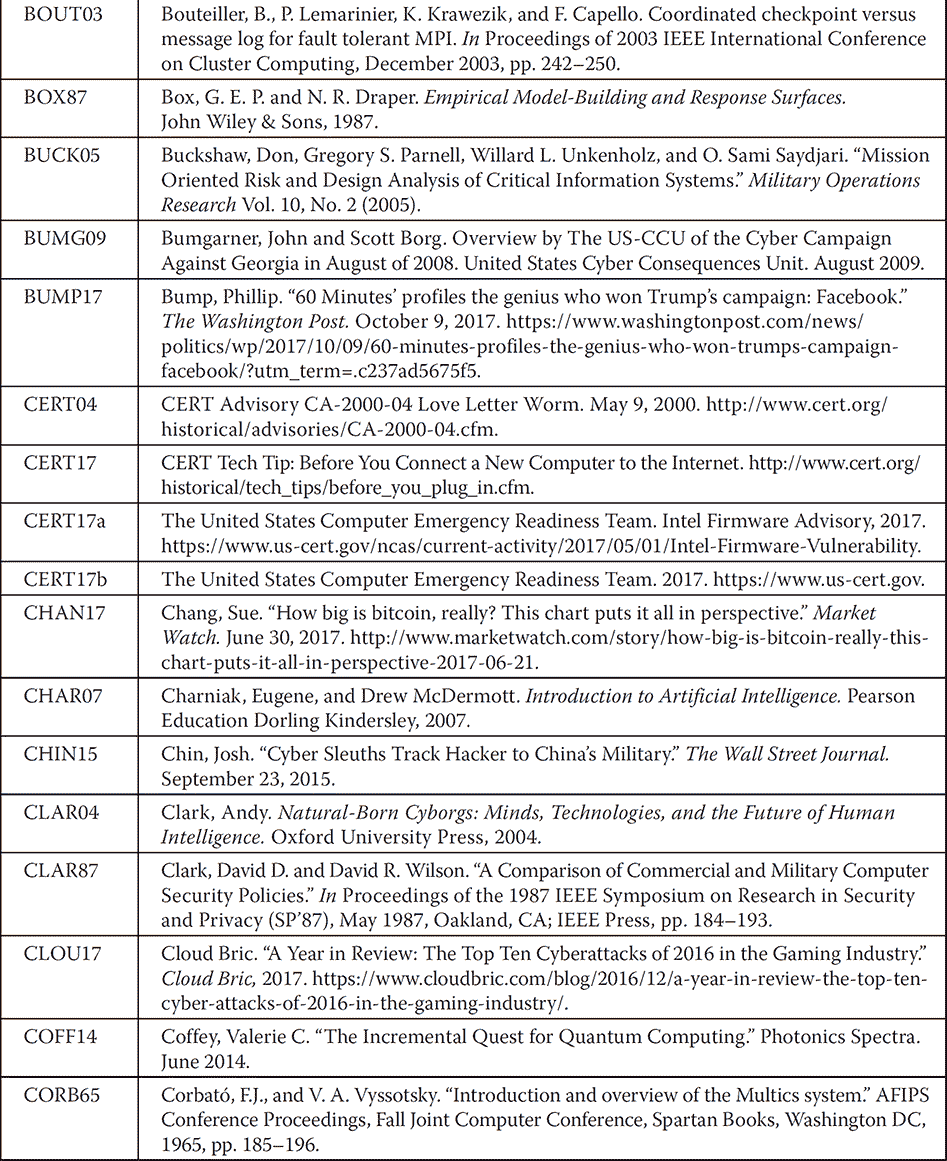 BOUT03 Bouteiller, B., P. Lemarinier, K. Krawezik, and F. Capello. Coordinated checkpoint versus
message log for fault tolerant MPI. In Proceedings of 2003 IEEE International Conference
on Cluster Computing, December 2003, pp. 242–250.
BOX87 Box, G. E. P. and N. R. Draper. Empirical Model-Building and Response Surfaces.
John Wiley & Sons, 1987.
BUCK05 Buckshaw, Don, Gregory S. Parnell, Willard L. Unkenholz, and O. Sami Saydjari. “Mission
Oriented Risk and Design Analysis of Critical Information Systems.” Military Operations
Research Vol. 10, No. 2 (2005).
BUMG09 Bumgarner, John and Scott Borg. Overview by The US-CCU of the Cyber Campaign
Against Georgia in August of 2008. United States Cyber Consequences Unit. August 2009.
BUMP17 Bump, Phillip. “60 Minutes’ profiles the genius who won Trump’s campaign: Facebook.”
The Washington Post. October 9, 2017. https://www.washingtonpost.com/news/
politics/wp/2017/10/09/60-minutes-profiles-the-genius-who-won-trumps-campaign-
facebook/?utm_term=.c237ad5675f5.
CERT04 CERT Advisory CA-2000-04 Love Letter Worm. May 9, 2000. http://www.cert.org/
historical/advisories/CA-2000-04.cfm.
CERT17 CERT Tech Tip: Before You Connect a New Computer to the Internet. http://www.cert.org/
historical/tech_tips/before_you_plug_in.cfm.
CERT17a The United States Computer Emergency Readiness Team. Intel Firmware Advisory, 2017.
https://www.us-cert.gov/ncas/current-activity/2017/05/01/Intel-Firmware-Vulnerability.
CERT17b The United States Computer Emergency Readiness Team. 2017. https://www.us-cert.gov.
CHAN17 Chang, Sue. “How big is bitcoin, really? This chart puts it all in perspective.” Market
Watch. June 30, 2017. http://www.marketwatch.com/story/how-big-is-bitcoin-really-this-
chart-puts-it-all-in-perspective-2017-06-21.
CHAR07 Charniak, Eugene, and Drew McDermott. Introduction to Artificial Intelligence. Pearson
Education Dorling Kindersley, 2007.
CHIN15 Chin, Josh. “Cyber Sleuths Track Hacker to China’s Military.” The Wall Street Journal.
September 23, 2015.
CLAR04 Clark, Andy. Natural-Born Cyborgs: Minds, Technologies, and the Future of Human
Intelligence. Oxford University Press, 2004.
CLAR87 Clark, David D. and David R. Wilson. “A Comparison of Commercial and Military Computer
Security Policies.” In Proceedings of the 1987 IEEE Symposium on Research in Security
and Privacy (SP’87), May 1987, Oakland, CA; IEEE Press, pp. 184–193.
CLOU17 Cloud Bric. “A Year in Review: The Top Ten Cyberattacks of 2016 in the Gaming Industry.”
Cloud Bric, 2017. https://www.cloudbric.com/blog/2016/12/a-year-in-review-the-top-ten-
cyber-attacks-of-2016-in-the-gaming-industry/.
COFF14 Coffey, Valerie C. “The Incremental Quest for Quantum Computing.” Photonics Spectra.
June 2014.
CORB65 Corbató, F.J., and V. A. Vyssotsky. “Introduction and overview of the Multics system.” AFIPS
Conference Proceedings, Fall Joint Computer Conference, Spartan Books, Washington DC,
1965, pp. 185–196.